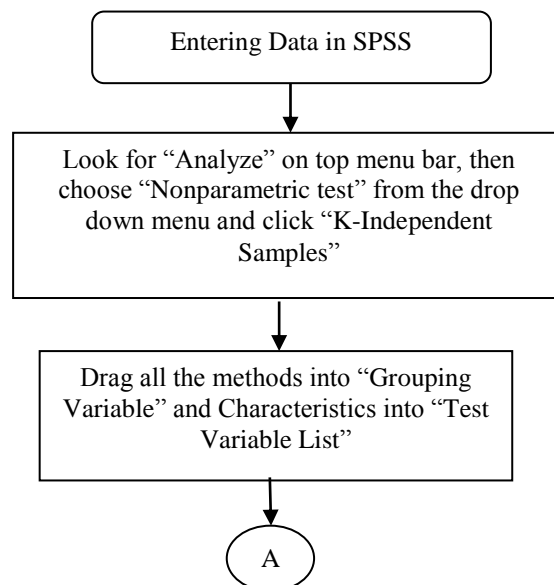 Entering Data in SPSS
Look for “Analyze” on top menu bar, then
choose “Nonparametric test” from the drop
down menu and click “K-Independent
Samples”
Drag all the methods into “Grouping
Variable” and Characteristics into “Test
Variable List”
A